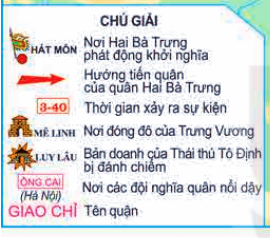 CHÚ GIẢI
HÁT MÔN Nơi Hai Bà Trưng
phát động khởi nghĩa
Hướng tiến quân
của quân Hai Bà Trưng
3-40 Thời gian xảy ra sự kiện
MÊ LINH Nơi đóng đô của Trưng Vương
LUY LÂU Bản doanh của Thái thú Tô Định
bị đánh chiếm
ÔNG CAI
(Hà Nội) Nơi các đội nghĩa quân nổi dậy
GIAO CHỈ Tên quận